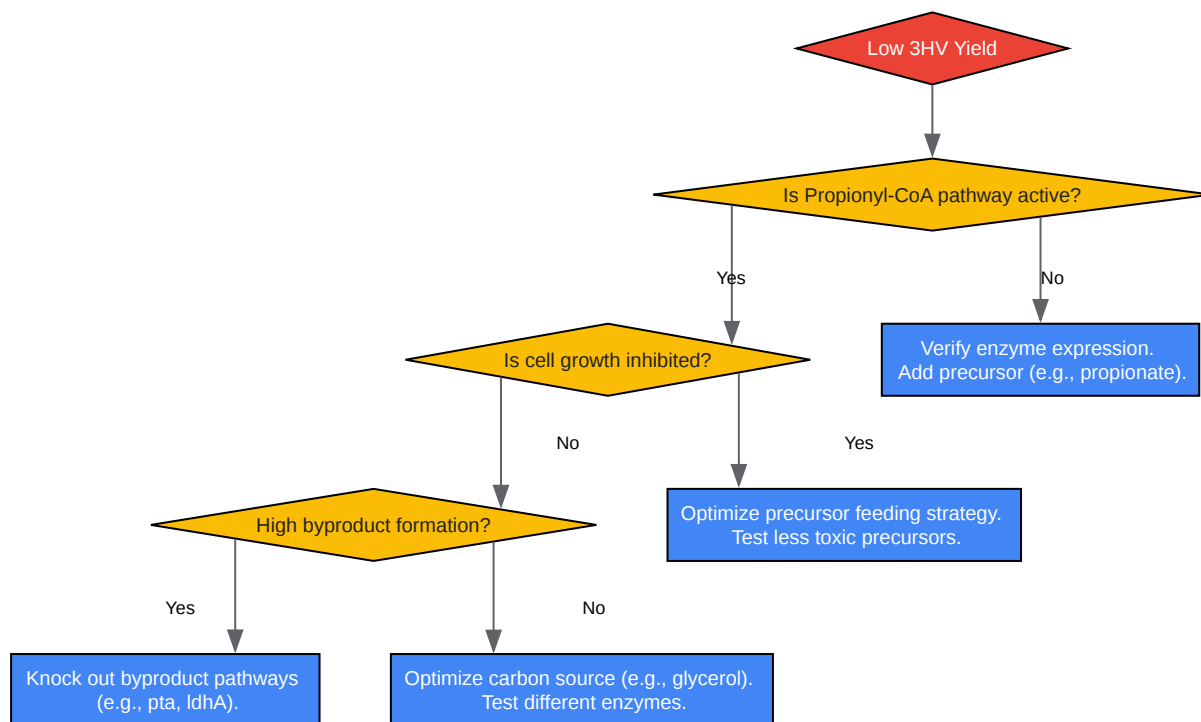 Low 3HV Yield
Is Propionyl-CoA pathway active?
Yes
No
Is cell growth inhibited?
Verify enzyme expression.
Add precursor (e.g., propionate).
No
Yes
High byproduct formation?
Optimize precursor feeding strategy.
Test less toxic precursors.
Yes
No
Knock out byproduct pathways
(e.g., pta, ldhA).
Optimize carbon source (e.g., glycerol).
Test different enzymes.